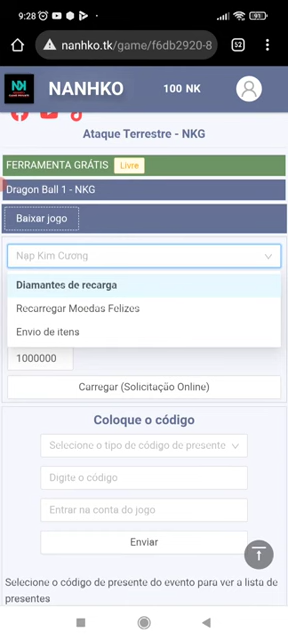 9:28
91
nanhko.tk/game/f6db2920-8
52
NK
NANHKO
100 NK
Ataque Terrestre - NKG
FERRAMENTA GRÁTIS Livre
Dragon Ball 1 - NKG
Baixar jogo
Nạp Kim Cương
Diamantes de recarga
Recarregar Moedas Felizes
Envio de itens
1000000
Carregar (Solicitação Online)
Coloque o código
Selecione o tipo de código de presente
Digite o código
Entrar na conta do jogo
Enviar
Selecione o código de presente do evento para ver a lista de
presentes